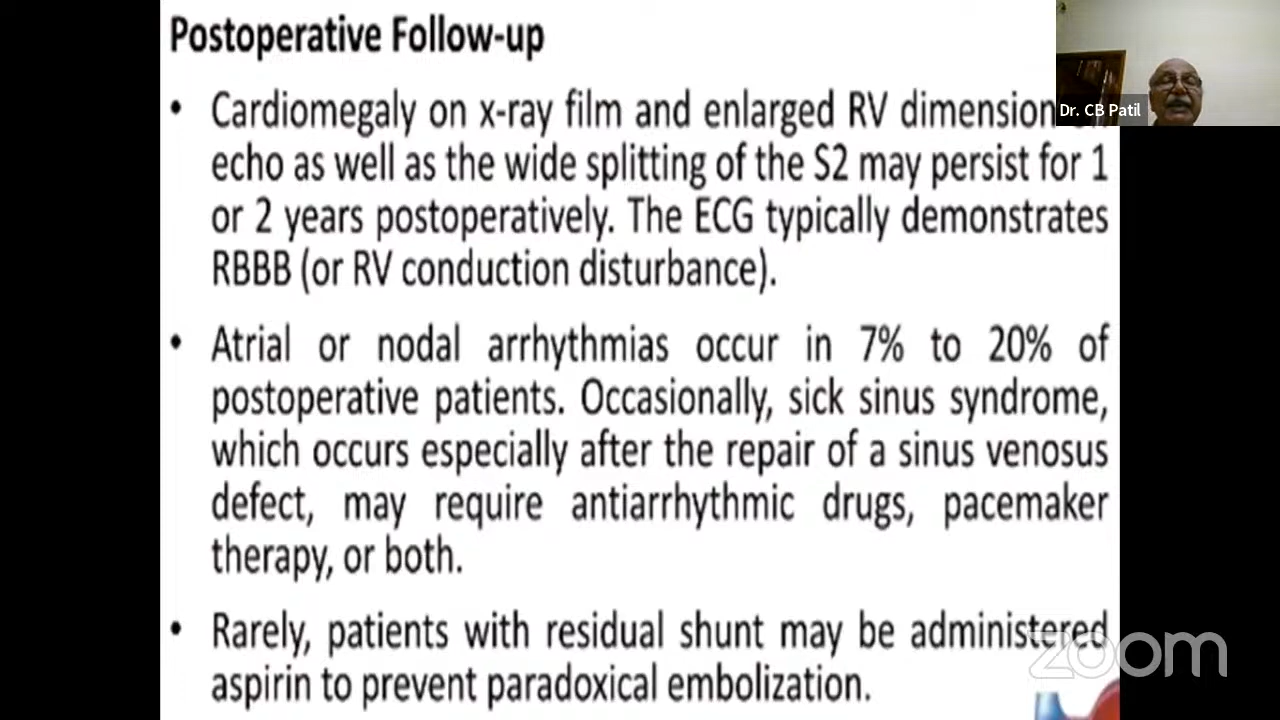 Postoperative Follow-up
• Cardiomegaly on x-ray film and enlarged RV dimension
echo as well as the wide splitting of the S2 may persist for 1
or 2 years postoperatively. The ECG typically demonstrates
RBBB (or RV conduction disturbance).
• Atrial or nodal arrhythmias occur in 7% to 20% of
postoperative patients. Occasionally, sick sinus syndrome,
which occurs especially after the repair of a sinus venosus
defect, may require antiarrhythmic drugs, pacemaker
therapy, or both.
• Rarely, patients with residual shunt may be administered
aspirin to prevent paradoxical embolization.
Dr. CB Patil
zoom